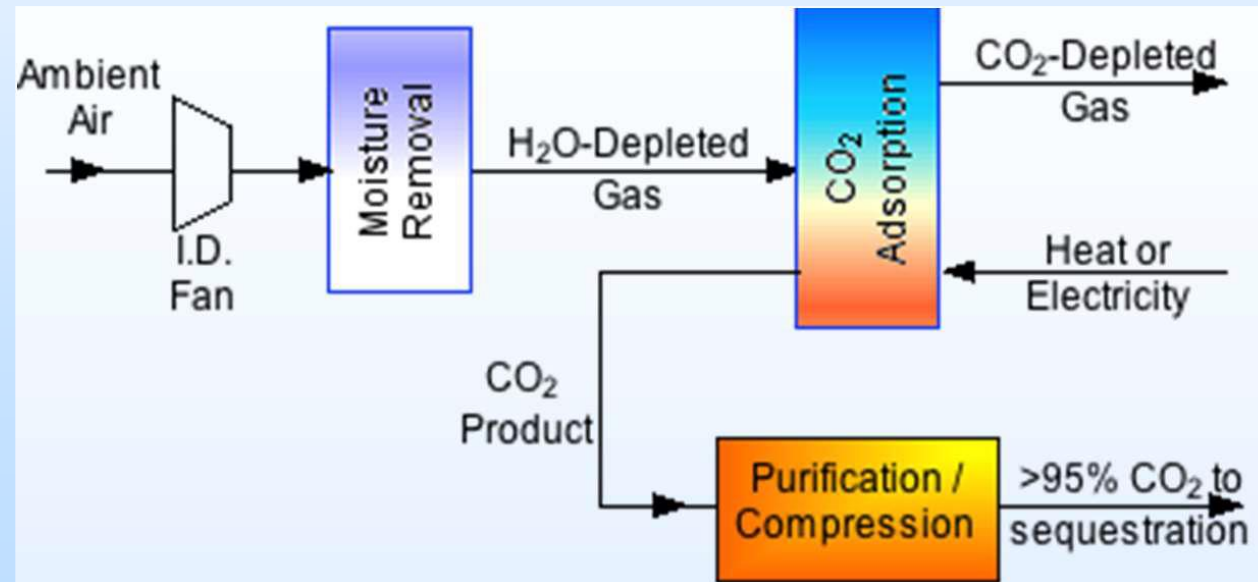 Ambient
Air
I.D.
Fan
Moisture
Removal
H₂O-Depleted
Gas
CO₂
Adsorption
CO₂-Depleted
Gas
Heat or
Electricity
CO₂
Product
Purification /
Compression
>95% CO₂ to
sequestration